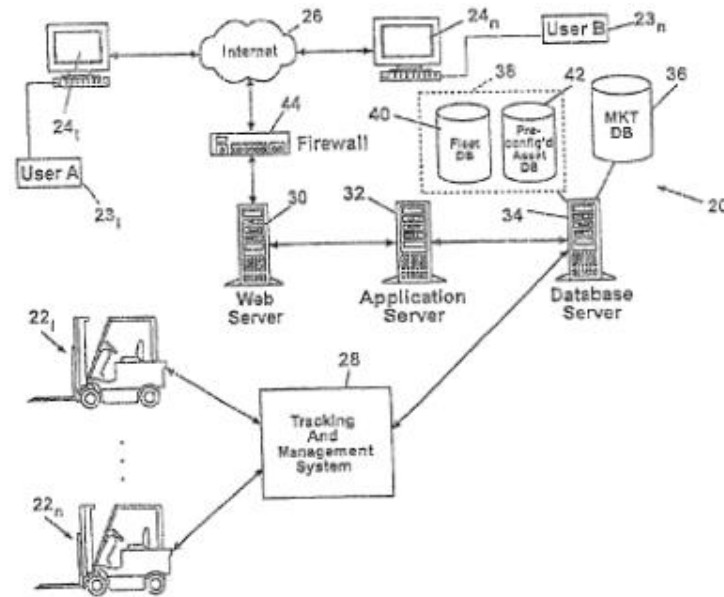 26
24n
User B
23n
Internet
38
42
36
44
40
MKT
DB
24i
Firewall
Fleet
DB
Pre-
config'd
Asset
DB
User A
30
32
34
20
23i
Web
Server
Application
Server
Database
Server
22i
28
Tracking
And
Management
System
22n